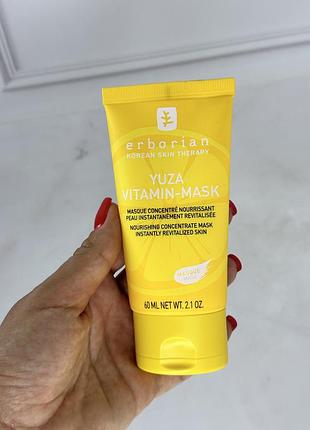 erborian
KOREAN SKIN THERAPY
YUZA
VITAMIN-MASK
MASQUE CONCENTRÉ NOURRISSANT
PEAU INSTANTANÉMENT REVITALISÉE
NOURISHING CONCENTRATE MASK
INSTANTLY REVITALIZED SKIN
MASQUE
60 ML NET WT. 2.1 OZ.